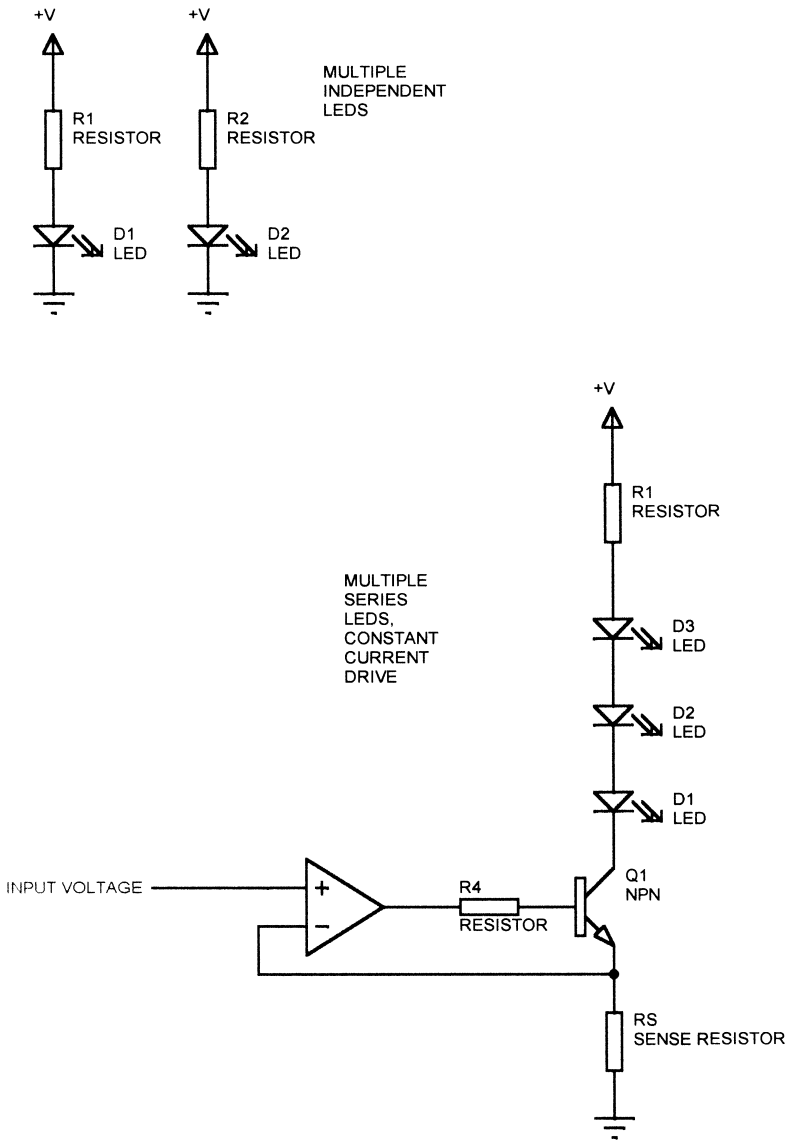 +V
+V
MULTIPLE
INDEPENDENT
LEDS
R1
RESISTOR
R2
RESISTOR
D1
LED
D2
LED
+V
R1
RESISTOR
MULTIPLE
SERIES
LEDS,
CONSTANT
CURRENT
DRIVE
D3
LED
D2
LED
D1
LED
INPUT VOLTAGE
+
−
R4
RESISTOR
Q1
NPN
RS
SENSE RESISTOR